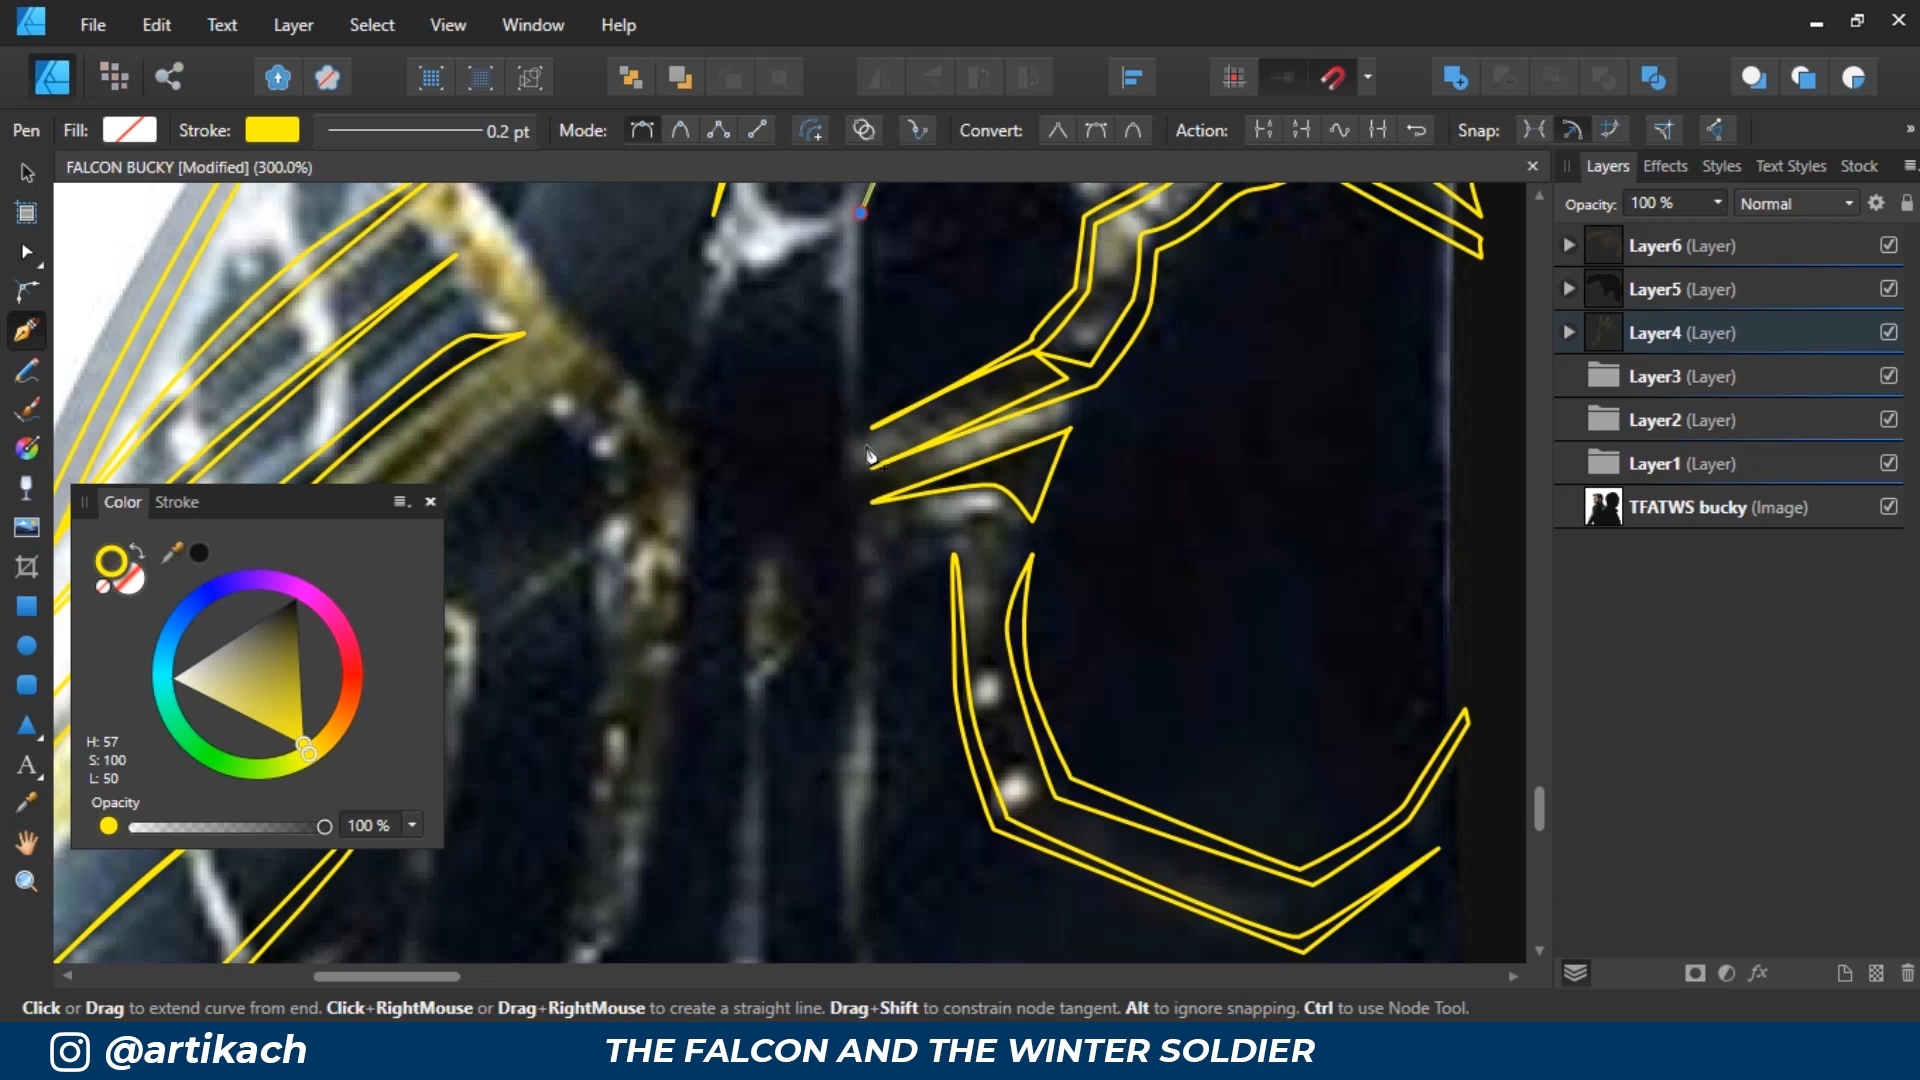 File Edit Text Layer Select View Window Help
Pen Fill: Stroke: 0.2 pt Mode: Convert: Action: Snap: »
FALCON BUCKY [Modified] (300.0%)
Layers Effects Styles Text Styles Stock
Opacity: 100 % Normal
Layer6 (Layer)
Layer5 (Layer)
Layer4 (Layer)
Layer3 (Layer)
Layer2 (Layer)
Layer1 (Layer)
TFATWS bucky (Image)
Color Stroke
H: 57
S: 100
L: 50
Opacity
100 %
A
fx
Click or Drag to extend curve from end. Click+RightMouse or Drag+RightMouse to create a straight line. Drag+Shift to constrain node tangent. Alt to ignore snapping. Ctrl to use Node Tool.
@artikach THE FALCON AND THE WINTER SOLDIER